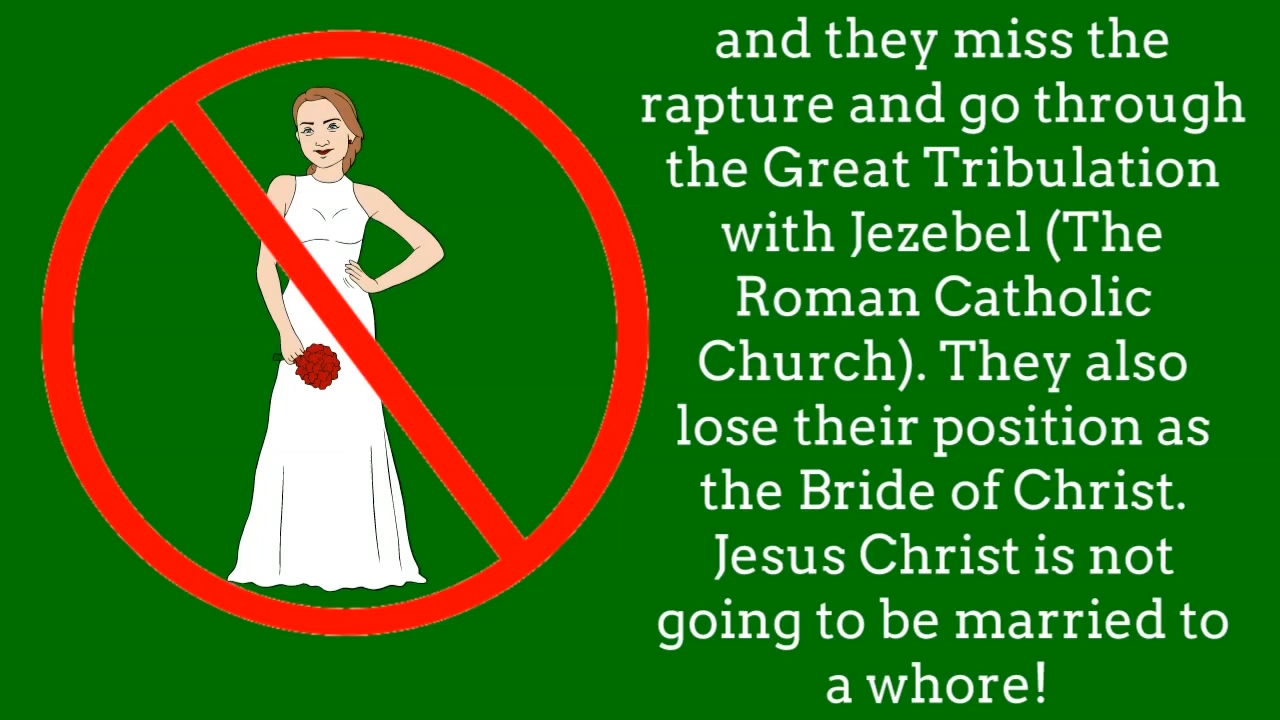 and they miss the
rapture and go through
the Great Tribulation
with Jezebel (The
Roman Catholic
Church). They also
lose their position as
the Bride of Christ.
Jesus Christ is not
going to be married to
a whore!